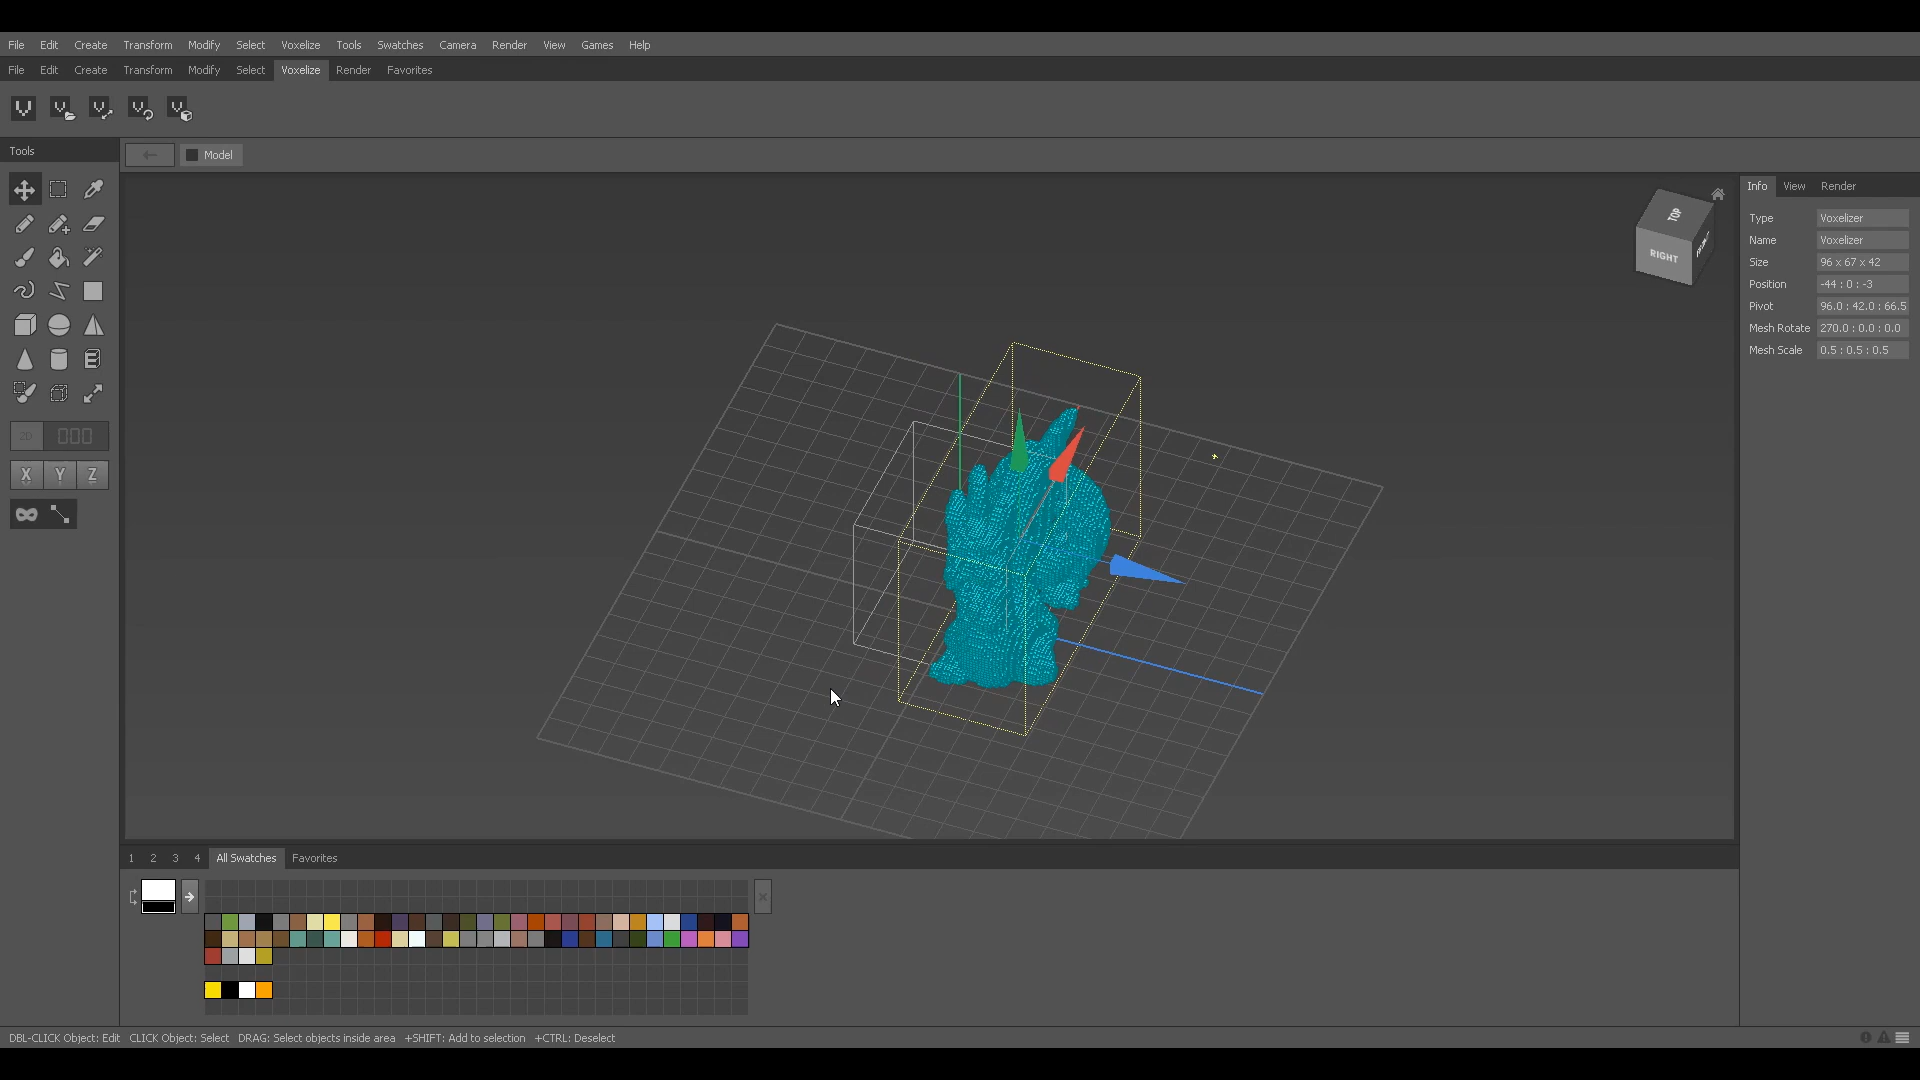 File Edit Create Transform Modify Select Voxelize Tools Swatches Camera Render View Games Help
File Edit Create Transform Modify Select Voxelize Render Favorites
Tools
Model
Info View Render
TOP
RIGHT
Type Voxelizer
Name Voxelizer
Size 96 x 67 x 42
Position -44 : 0 : -3
Pivot 96.0 : 42.0 : 66.5
Mesh Rotate 270.0 : 0.0 : 0.0
Mesh Scale 0.5 : 0.5 : 0.5
2D
X Y Z
1 2 3 4 All Swatches Favorites
DBL-CLICK Object: Edit CLICK Object: Select DRAG: Select objects inside area +SHIFT: Add to selection +CTRL: Deselect